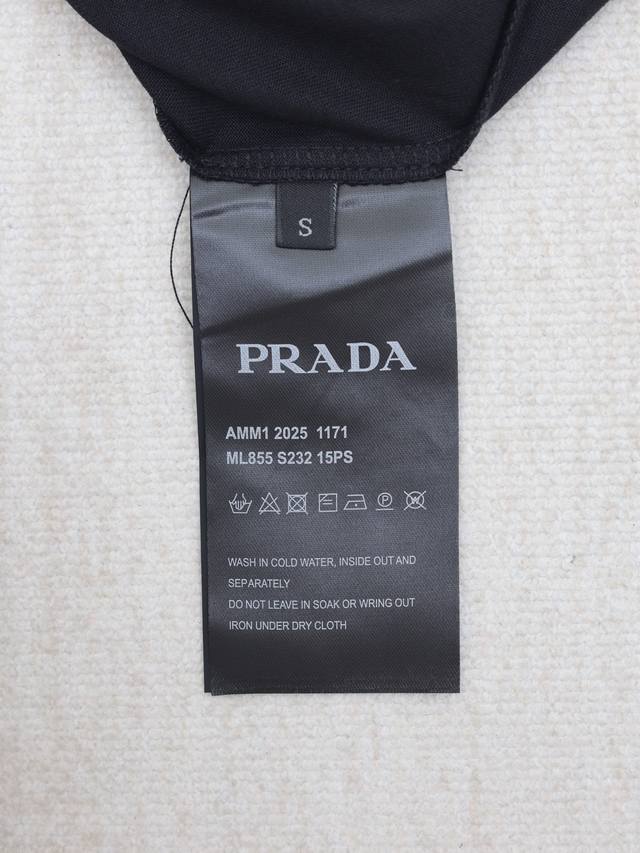 S
PRADA
AMM1 2025 1171
ML855 S232 15PS
WASH IN COLD WATER, INSIDE OUT AND
SEPARATELY
DO NOT LEAVE IN SOAK OR WRING OUT
IRON UNDER DRY CLOTH